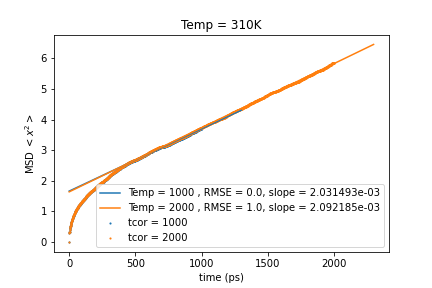 Temp = 310K
MSD < x² >
6
5
4
3
2
1
0
Temp = 1000 , RMSE = 0.0, slope = 2.031493e-03
Temp = 2000 , RMSE = 1.0, slope = 2.092185e-03
tcor = 1000
tcor = 2000
0 500 1000 1500 2000
time (ps)